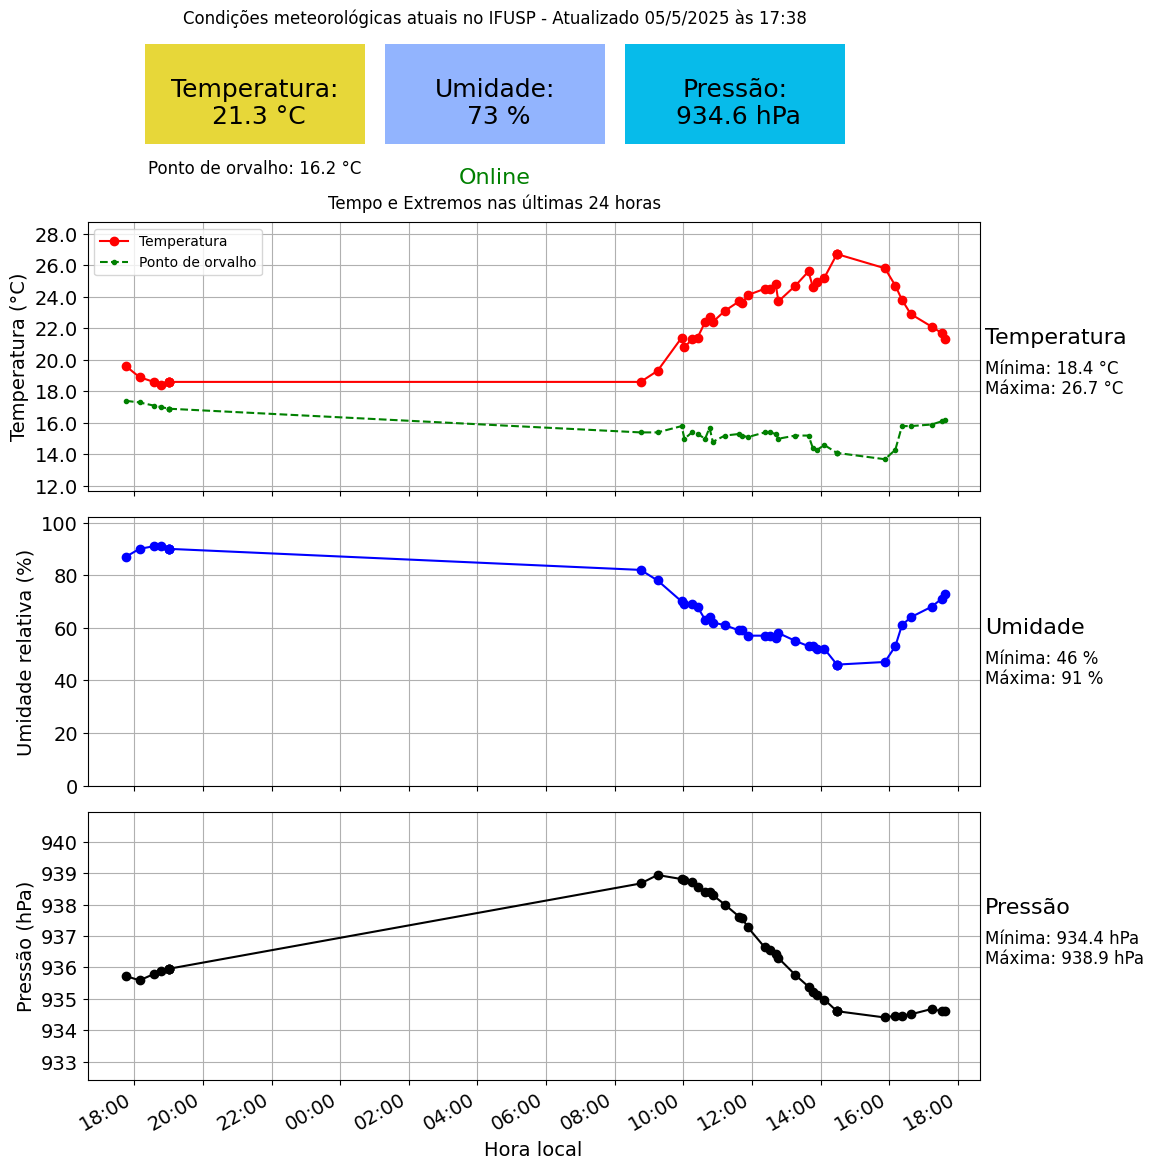 Condições meteorológicas atuais no IFUSP - Atualizado 05/5/2025 às 17:38
Temperatura:
21.3 °C
Umidade:
73 %
Pressão:
934.6 hPa
Ponto de orvalho: 16.2 °C
Online
Tempo e Extremos nas últimas 24 horas
Temperatura (°C)
28.0
26.0
24.0
22.0
20.0
18.0
16.0
14.0
12.0
Temperatura
Ponto de orvalho
Temperatura
Mínima: 18.4 °C
Máxima: 26.7 °C
Umidade relativa (%)
100
80
60
40
20
0
Umidade
Mínima: 46 %
Máxima: 91 %
Pressão (hPa)
940
939
938
937
936
935
934
933
Pressão
Mínima: 934.4 hPa
Máxima: 938.9 hPa
18:00 20:00 22:00 00:00 02:00 04:00 06:00 08:00 10:00 12:00 14:00 16:00 18:00
Hora local